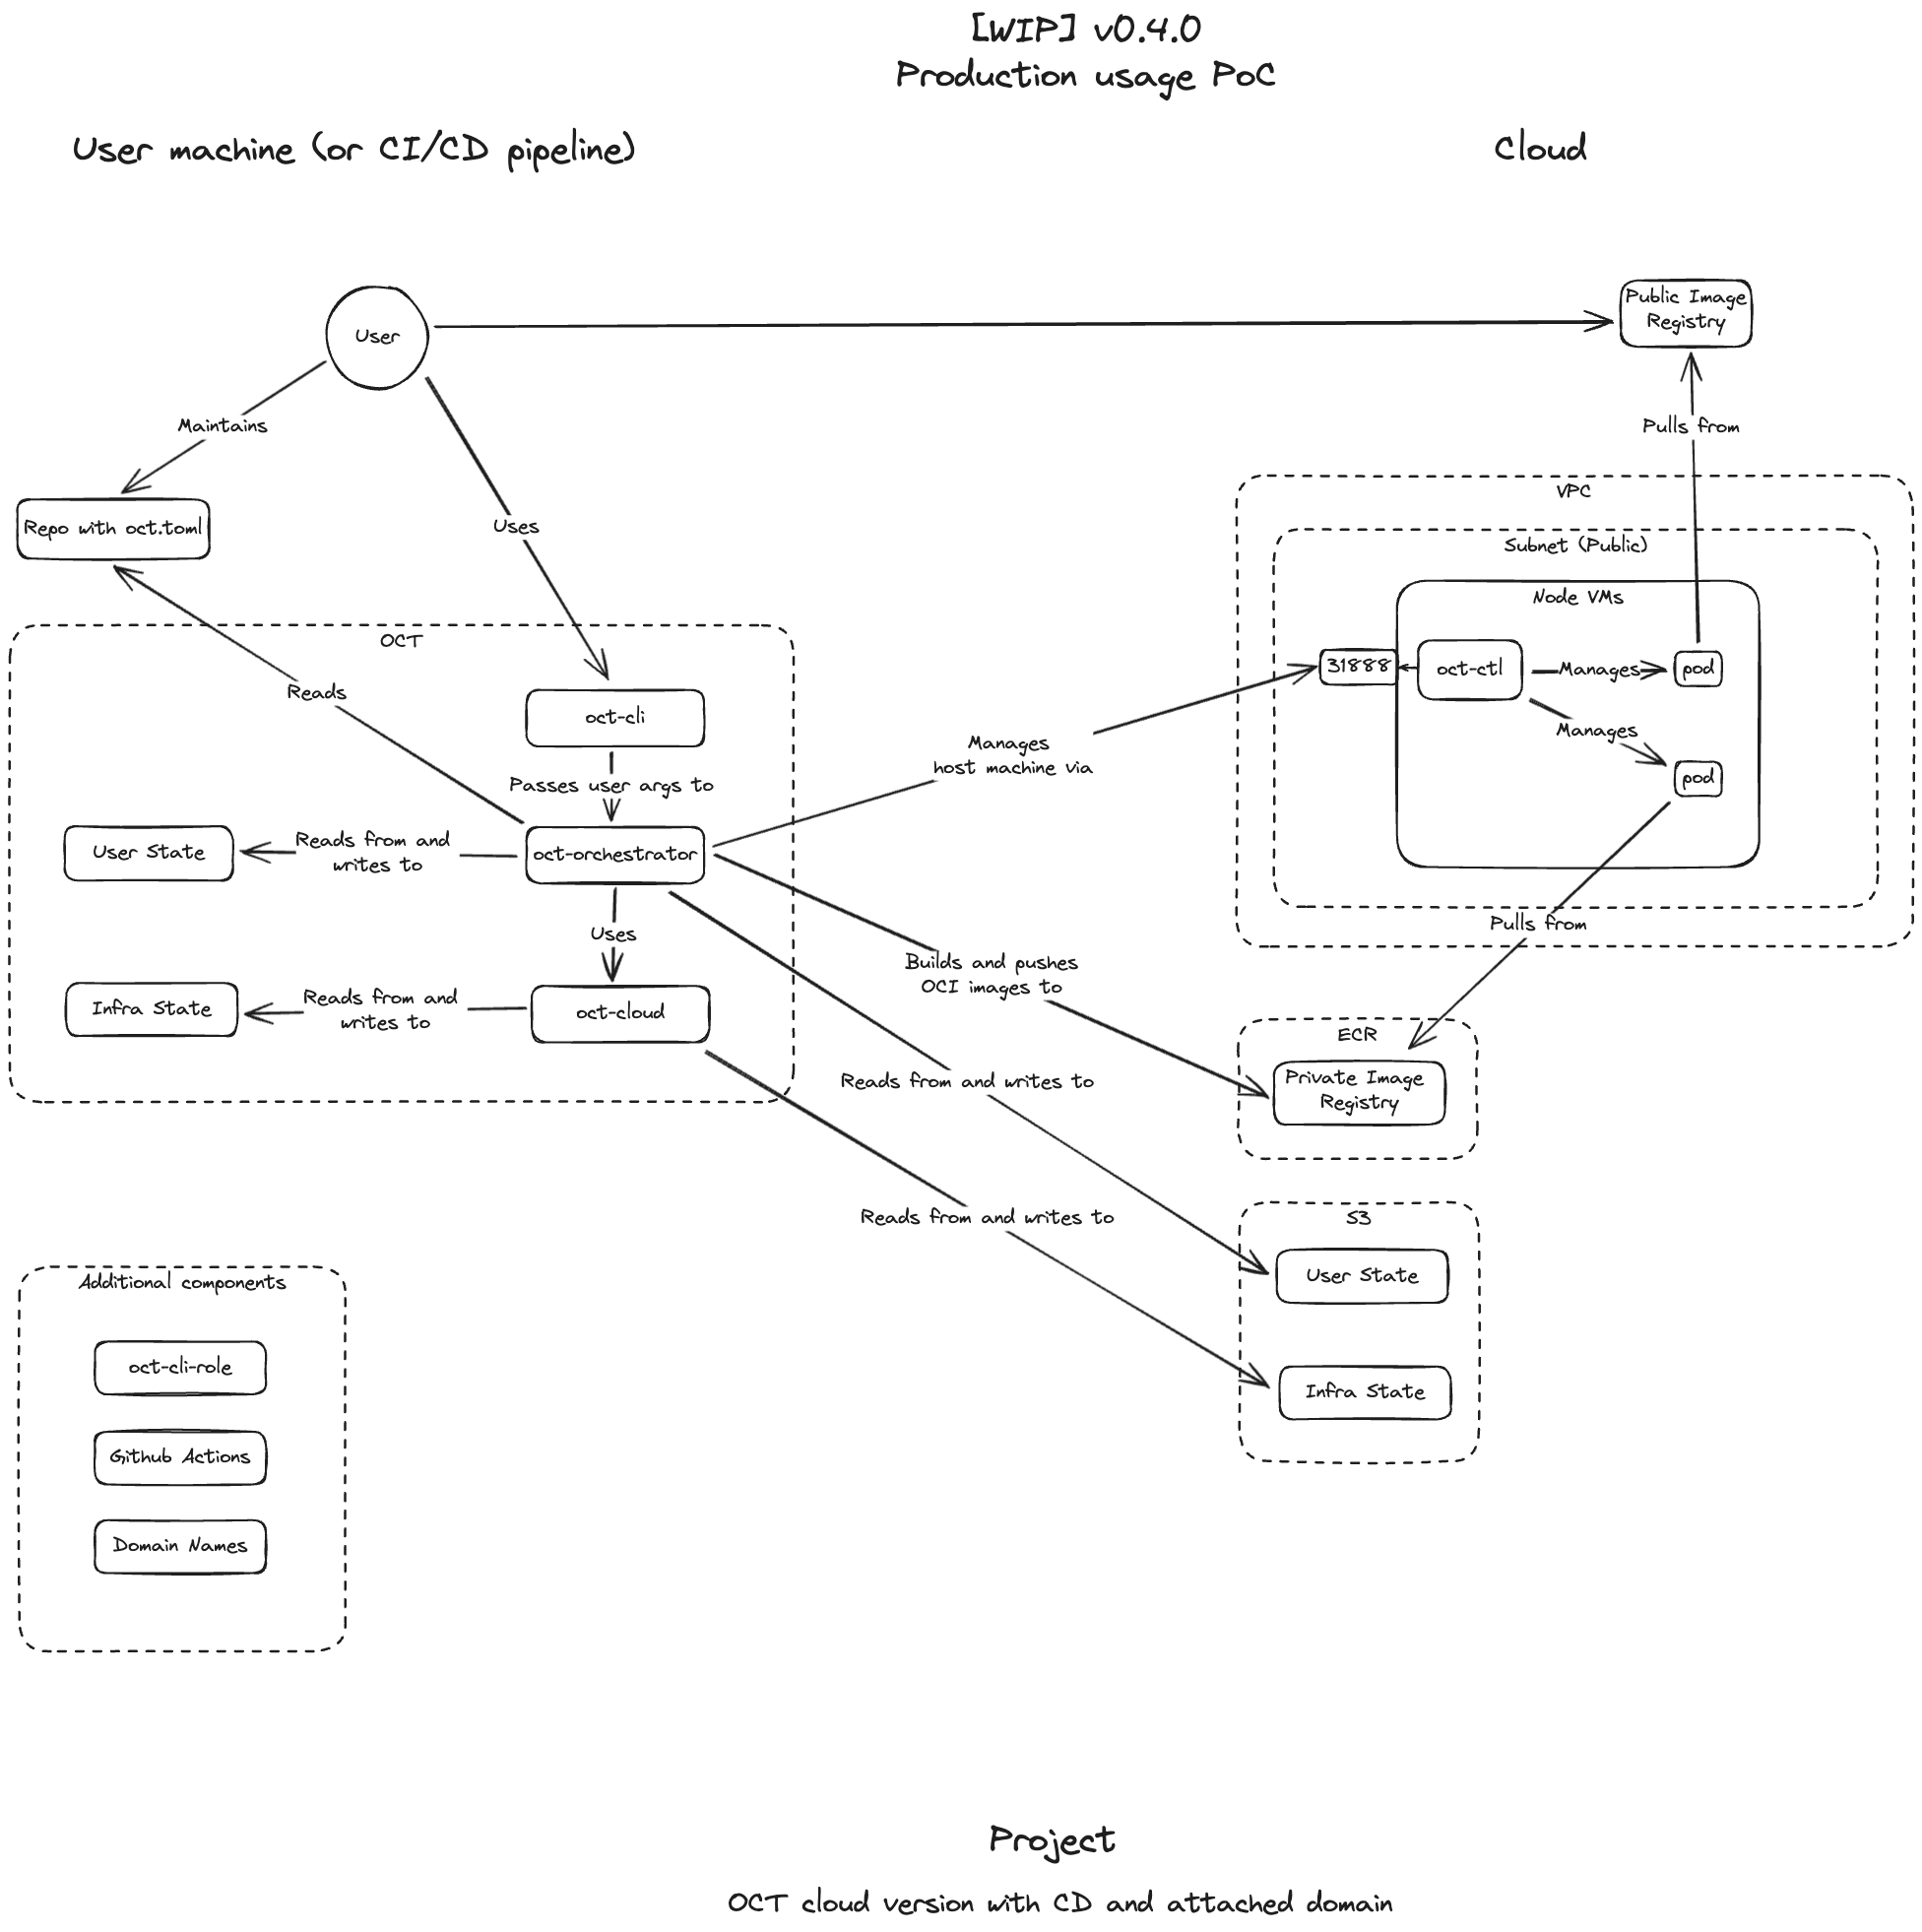 [WIP] v0.4.0
Production usage PoC
User machine (or CI/CD pipeline)
Cloud
User
Public Image
Registry
Maintains
Pulls from
Repo with oct.toml
Uses
VPC
Subnet (Public)
Node VMs
OCT
Reads
oct-cli
31888
oct-ctl
Manages
pod
Manages
pod
Manages
host machine via
Passes user args to
User State
Reads from and
writes to
oct-orchestrator
Uses
Pulls from
Builds and pushes
OCI images to
Infra State
Reads from and
writes to
oct-cloud
ECR
Private Image
Registry
Reads from and writes to
Reads from and writes to
S3
User State
Infra State
Additional components
oct-cli-role
Github Actions
Domain Names
Project
OCT cloud version with CD and attached domain